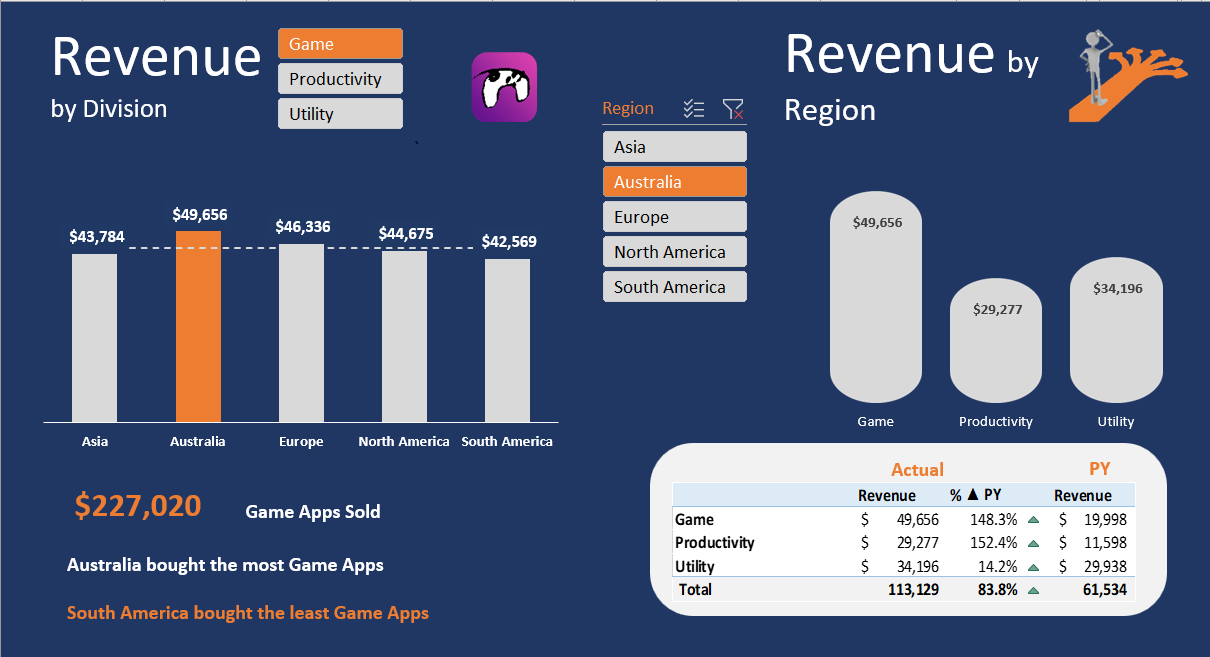 Revenue
by Division
Game
Productivity
Utility
$43,784
$49,656
$46,336
$44,675
$42,569
Asia
Australia
Europe
North America
South America
$227,020
Game Apps Sold
Australia bought the most Game Apps
South America bought the least Game Apps
Region
Asia
Australia
Europe
North America
South America
Revenue by
Region
$49,656
$29,277
$34,196
Game
Productivity
Utility
Actual PY
Revenue % ▲ PY Revenue
Game $ 49,656 148.3% $ 19,998
Productivity $ 29,277 152.4% $ 11,598
Utility $ 34,196 14.2% $ 29,938
Total 113,129 83.8% 61,534